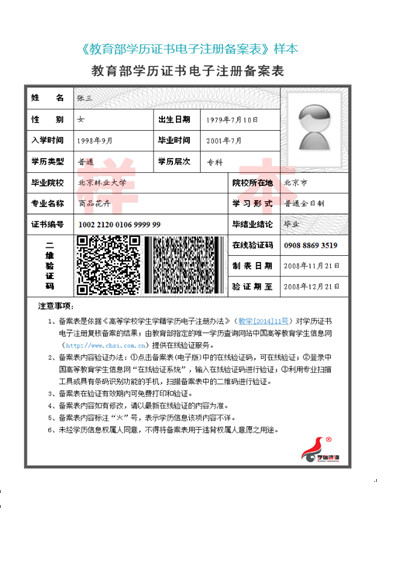 《教育部学历证书电子注册备案表》样本
教育部学历证书电子注册备案表
姓 名 张三
性 别 女 出生日期 1979年7月10日
入学时间 1998年9月 毕业时间 2001年7月
学历类型 普通 学历层次 专科
样本
毕业院校 北京林业大学 院校所在地 北京市
专业名称 商品花卉 学习形式 普通全日制
证书编号 1002 2120 0106 9999 99 毕结业结论 毕业
二维验证码 在线验证码 0908 8869 3519
制表日期 2008年11月21日
验证期至 2008年12月21日
注意事项：
1、备案表是依据《高等学校学生学籍学历电子注册办法》（教学[2014]11号）对学历证书
电子注册复核备案的结果；由教育部指定的唯一学历查询网站中国高等教育学生信息网
（http://www.chsi.com.cn）提供在线验证服务。
2、备案表内容验证办法：①点击备案表(电子版)中的在线验证码，可在线验证；②登录中
国高等教育学生信息网“在线验证系统”，输入在线验证码进行验证；③利用专业扫描
工具或具有条码识别功能的手机，扫描备案表中的二维码进行验证。
3、备案表在验证有效期内可免费打印和验证。
4、备案表内容如有修改，请以最新在线验证的内容为准。
5、备案表内容标注“※”号，表示学历信息该项内容不详。
6、未经学历信息权属人同意，不得将备案表用于违背权属人意愿之用途。
学信网